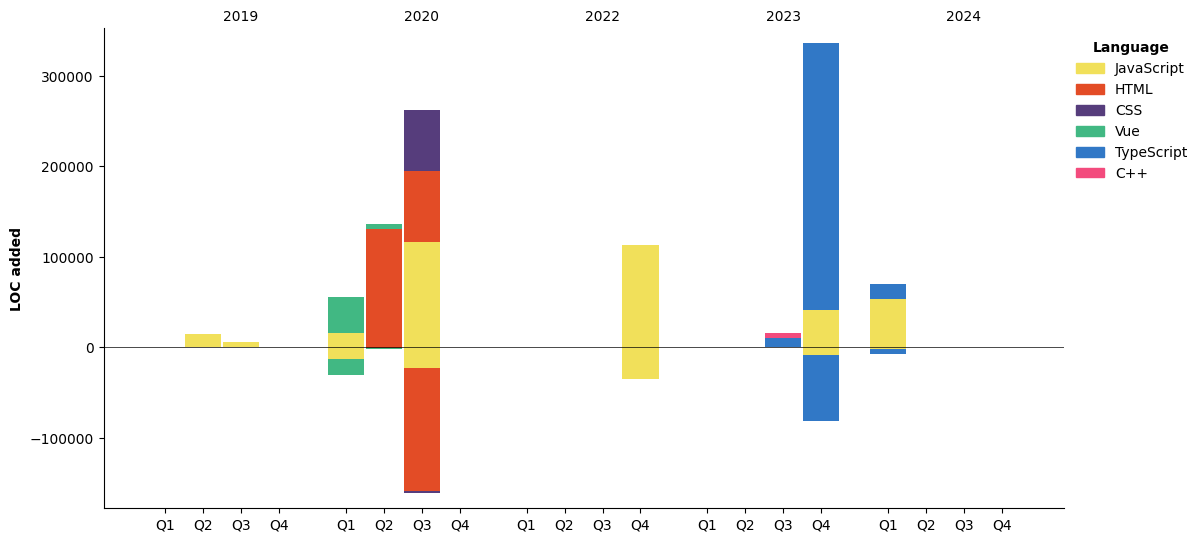 2019 2020 2022 2023 2024
Language
JavaScript
HTML
CSS
Vue
TypeScript
C++
LOC added
300000
200000
100000
0
−100000
Q1 Q2 Q3 Q4 Q1 Q2 Q3 Q4 Q1 Q2 Q3 Q4 Q1 Q2 Q3 Q4 Q1 Q2 Q3 Q4